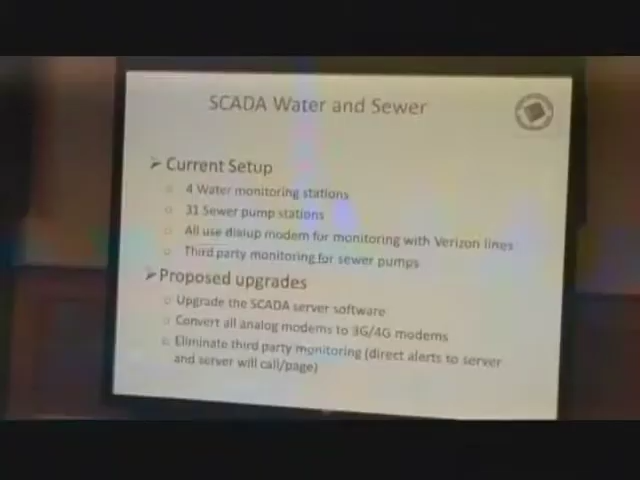 SCADA Water and Sewer
➢ Current Setup
○ 4 Water monitoring stations
○ 31 Sewer pump stations
○ All use dialup modem for monitoring with Verizon lines
○ Third party monitoring for sewer pumps
➢ Proposed upgrades
○ Upgrade the SCADA server software
○ Convert all analog modems to 3G/4G modems
○ Eliminate third party monitoring (direct alerts to server
and server will call/page)